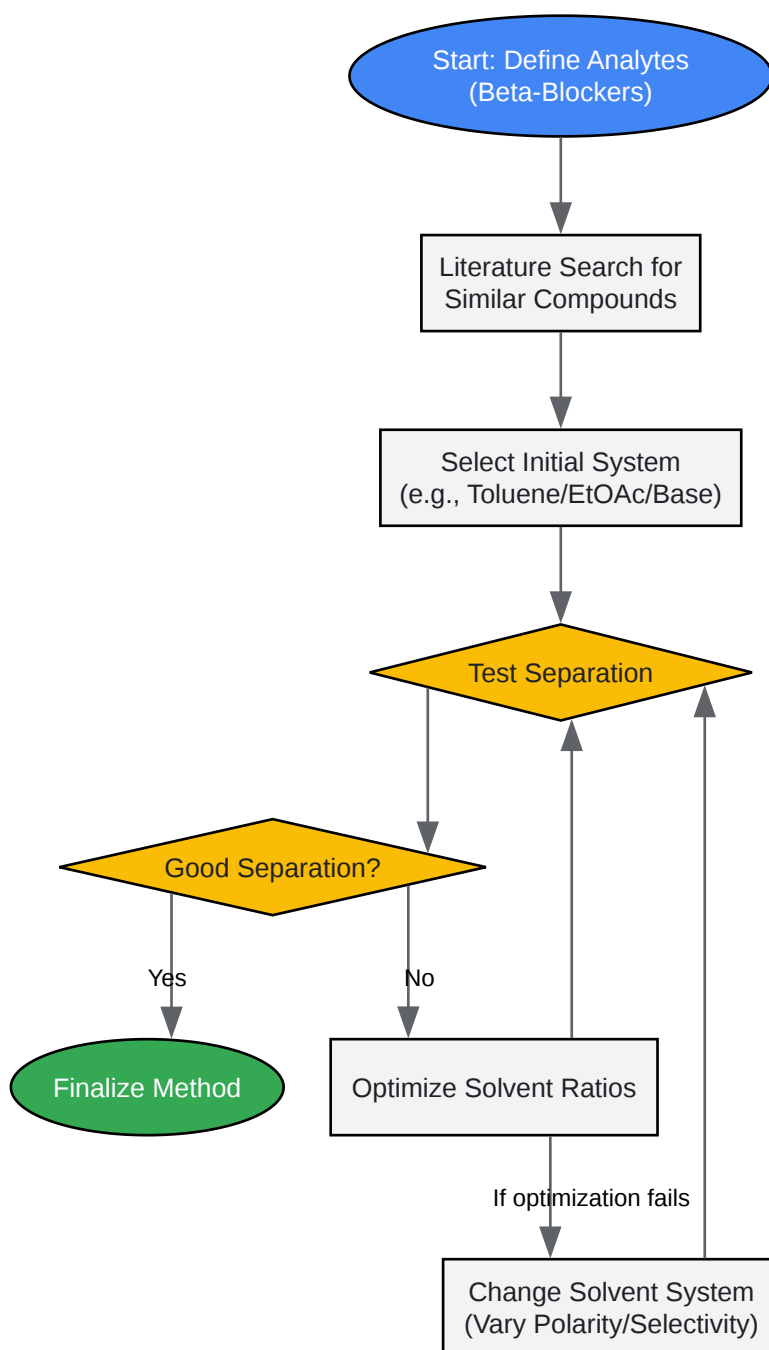 Start: Define Analytes
(Beta-Blockers)
Literature Search for
Similar Compounds
Select Initial System
(e.g., Toluene/EtOAc/Base)
Test Separation
Good Separation?
Yes
No
Finalize Method
Optimize Solvent Ratios
If optimization fails
Change Solvent System
(Vary Polarity/Selectivity)